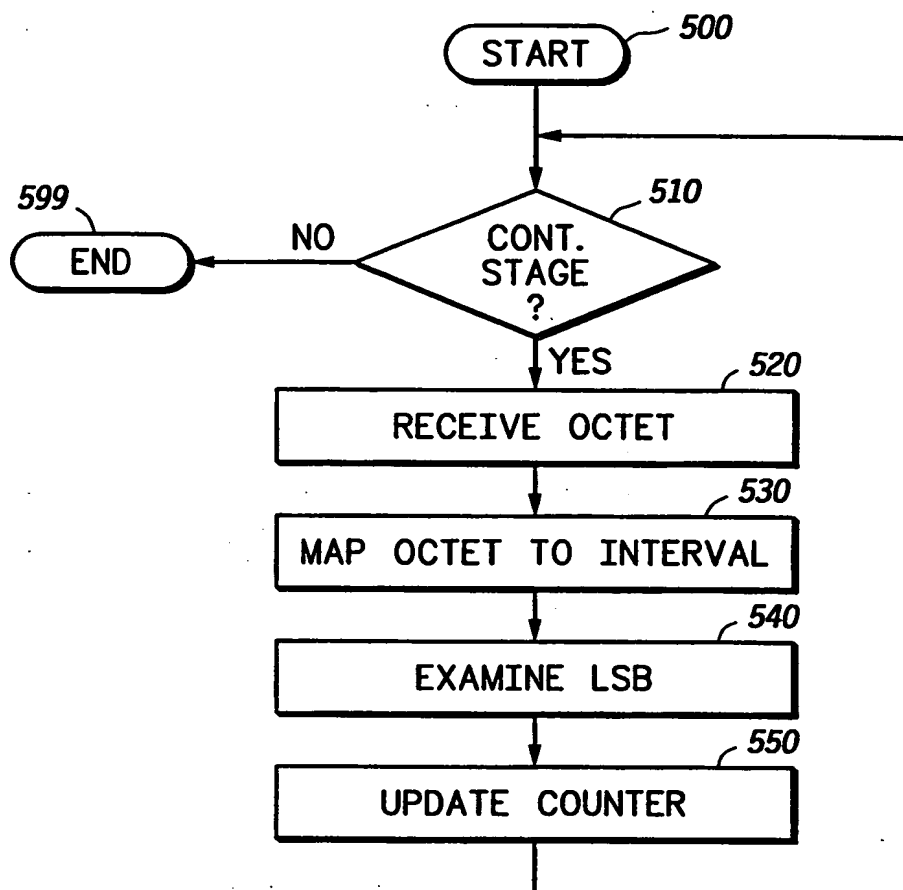 START
500
510
CONT.
STAGE
?
599
END
NO
YES
520
RECEIVE OCTET
530
MAP OCTET TO INTERVAL
540
EXAMINE LSB
550
UPDATE COUNTER